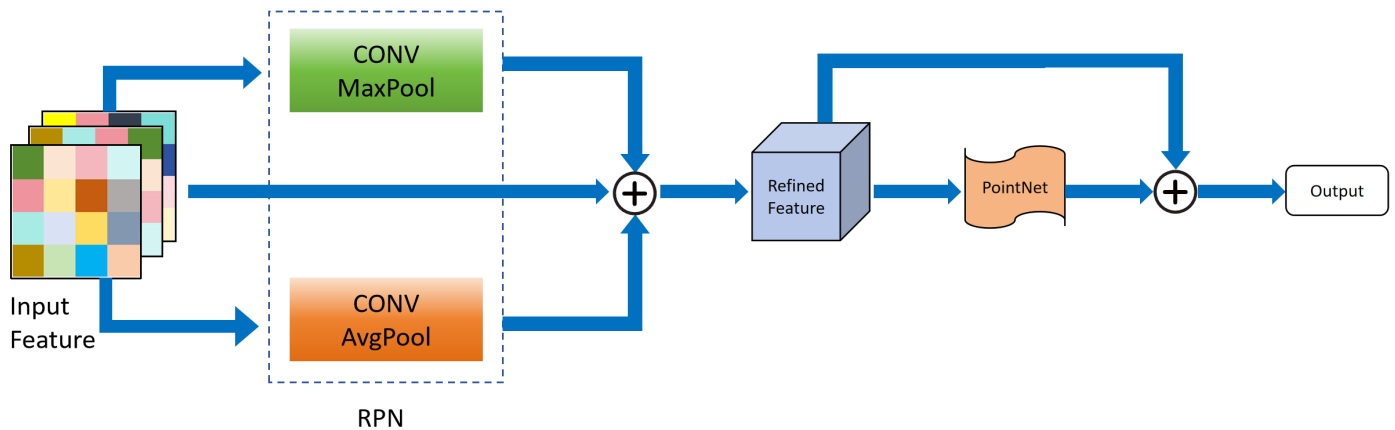 CONV
MaxPool
Input
Feature
CONV
AvgPool
RPN
Refined
Feature
PointNet
Output